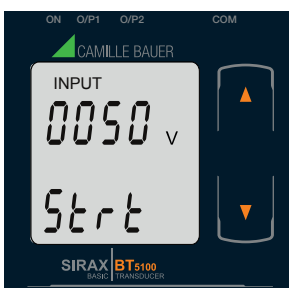 ON O/P1 O/P2 COM
CAMILLE BAUER
INPUT
0050 V
Strt
SIRAX BT5100
BASIC TRANSDUCER